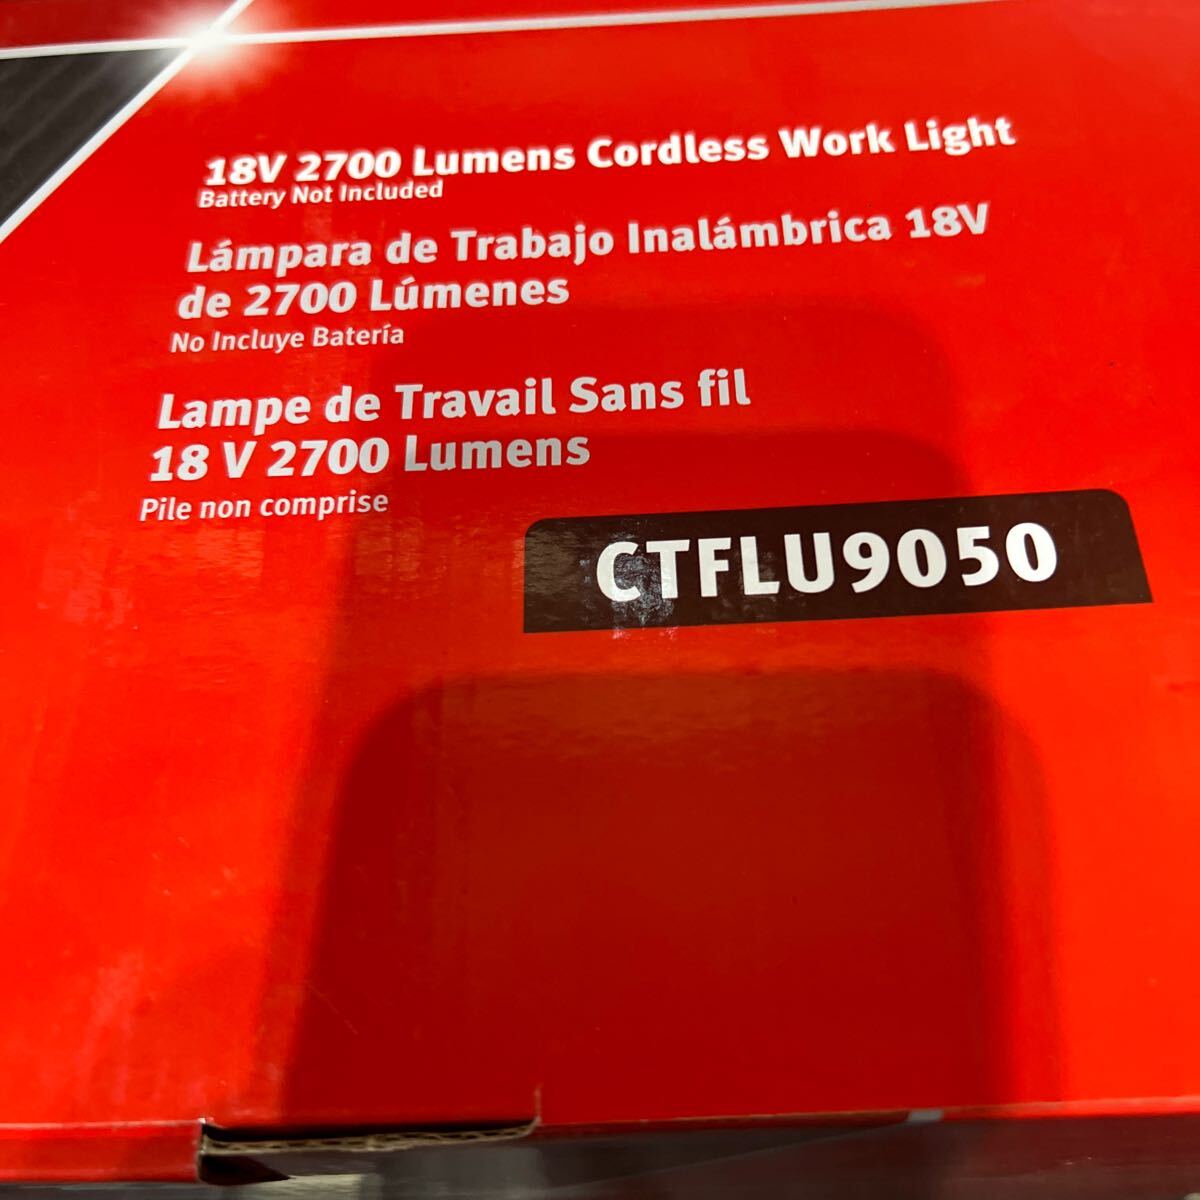 18V 2700 Lumens Cordless Work Light
Battery Not Included
Lámpara de Trabajo Inalámbrica 18V
de 2700 Lúmenes
No Incluye Batería
Lampe de Travail Sans fil
18 V 2700 Lumens
Pile non comprise
CTFLU9050